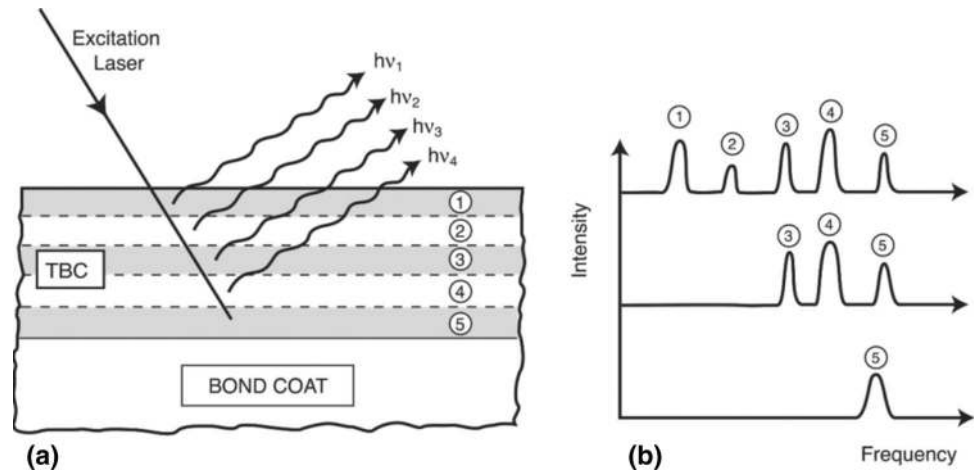 Excitation
Laser
hν₁
hν₂
hν₃
hν₄
①
②
③
④
⑤
TBC
BOND COAT
(a)
① ② ③ ④ ⑤
③ ④ ⑤
⑤
Intensity
Frequency
(b)